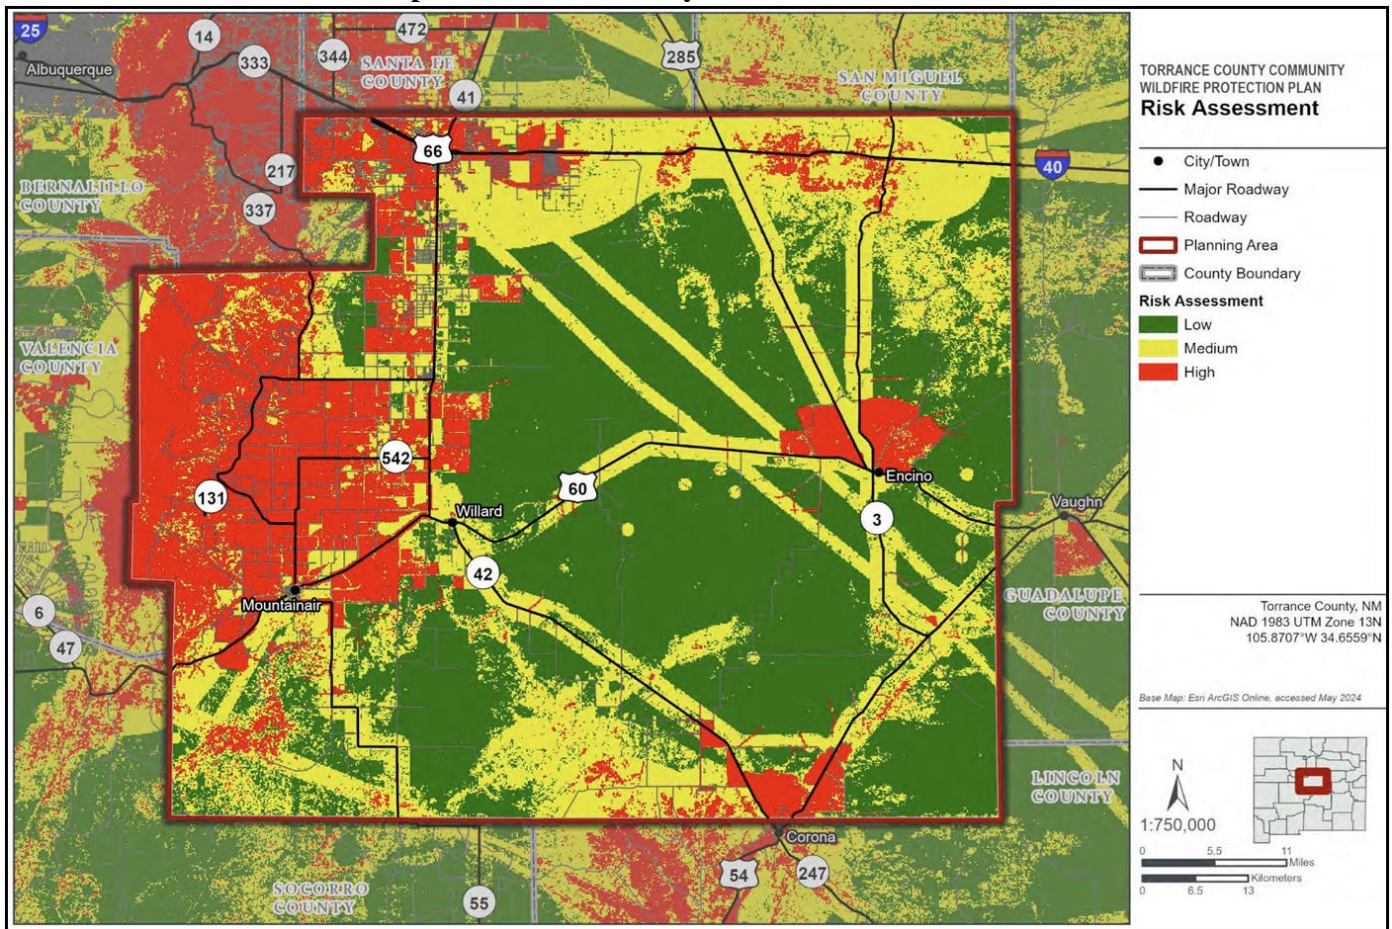 25
14
472
333
344
SANTA FE
COUNTY
285
SAN MIGUEL
COUNTY
Albuquerque
41
66
40
217
BERNALILLO
COUNTY
337
VALENCIA
COUNTY
542
131
60
Encino
Willard
Vaughn
3
42
Mountainair
GUADALUPE
COUNTY
6
47
LINCOLN
COUNTY
Corona
54
247
SOCORRO
COUNTY
55
TORRANCE COUNTY COMMUNITY
WILDFIRE PROTECTION PLAN
Risk Assessment
City/Town
Major Roadway
Roadway
Planning Area
County Boundary
Risk Assessment
Low
Medium
High
Torrance County, NM
NAD 1983 UTM Zone 13N
105.8707°W 34.6559°N
Base Map: Esri ArcGIS Online, accessed May 2024
N
1:750,000
0 5.5 11
Miles
Kilometers
0 6.5 13